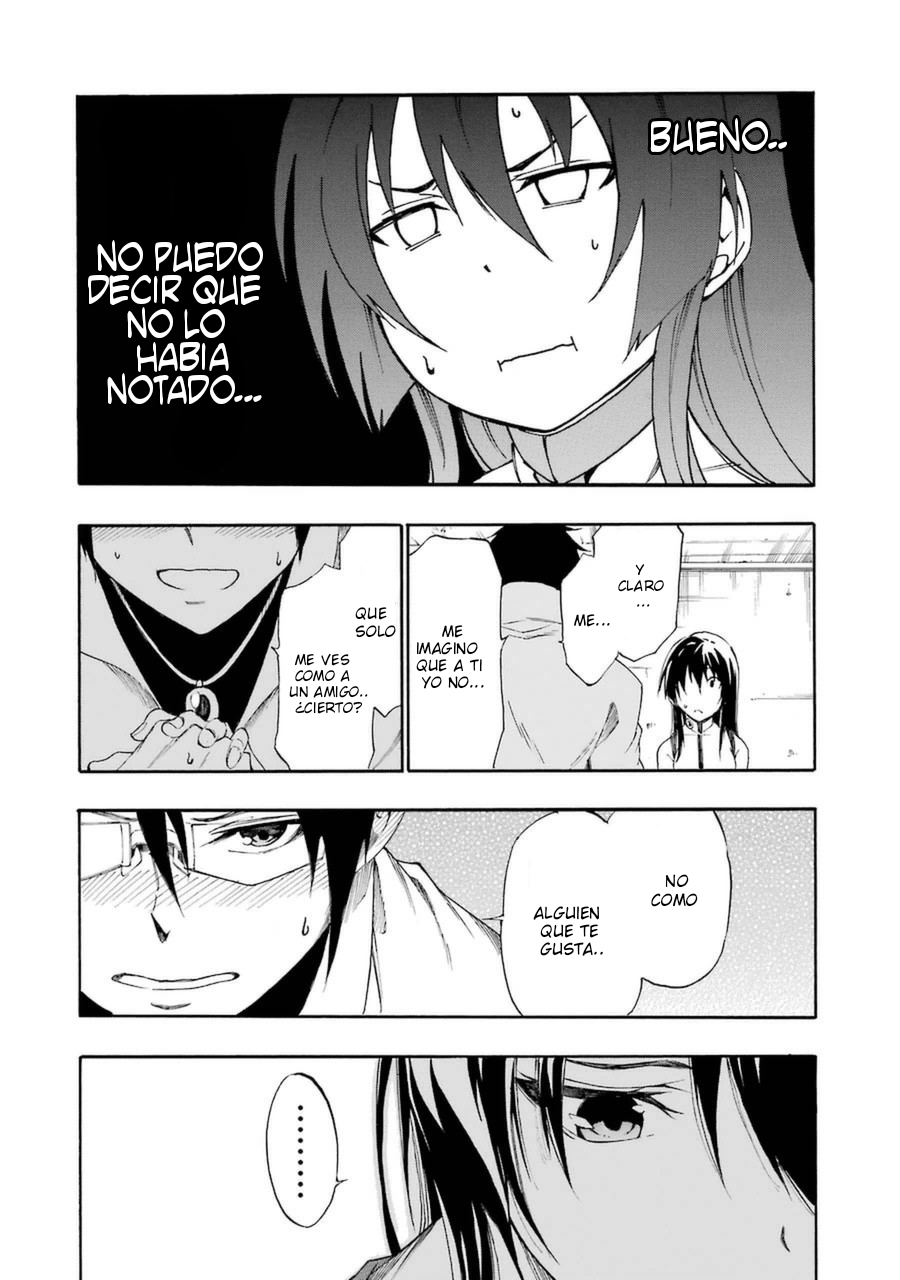 BUENO..
NO PUEDO
DECIR QUE
NO LO
HABIA
NOTADO...
Y
CLARO
...
ME...
ME
IMAGINO
QUE A TI
YO NO...
QUE
SOLO
ME VES
COMO A
UN AMIGO..
¿CIERTO?
NO
COMO
ALGUIEN
QUE TE
GUSTA..
........